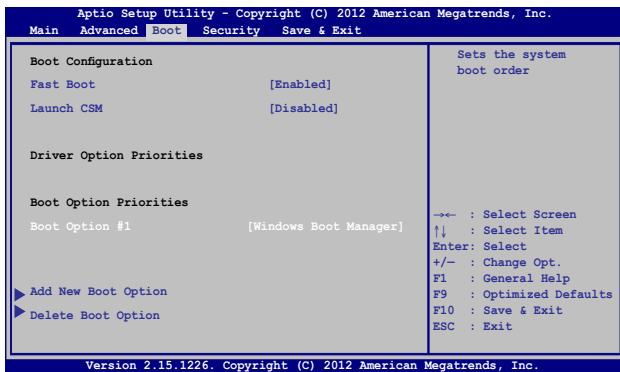 Aptio Setup Utility - Copyright (C) 2012 American Megatrends, Inc.
Main Advanced Boot Security Save & Exit
Boot Configuration
Fast Boot [Enabled]
Launch CSM [Disabled]
Driver Option Priorities
Boot Option Priorities
Boot Option #1 [Windows Boot Manager]
Add New Boot Option
Delete Boot Option
Sets the system
boot order
→← : Select Screen
↑↓ : Select Item
Enter: Select
+/— : Change Opt.
F1 : General Help
F9 : Optimized Defaults
F10 : Save & Exit
ESC : Exit
Version 2.15.1226. Copyright (C) 2012 American Megatrends, Inc.